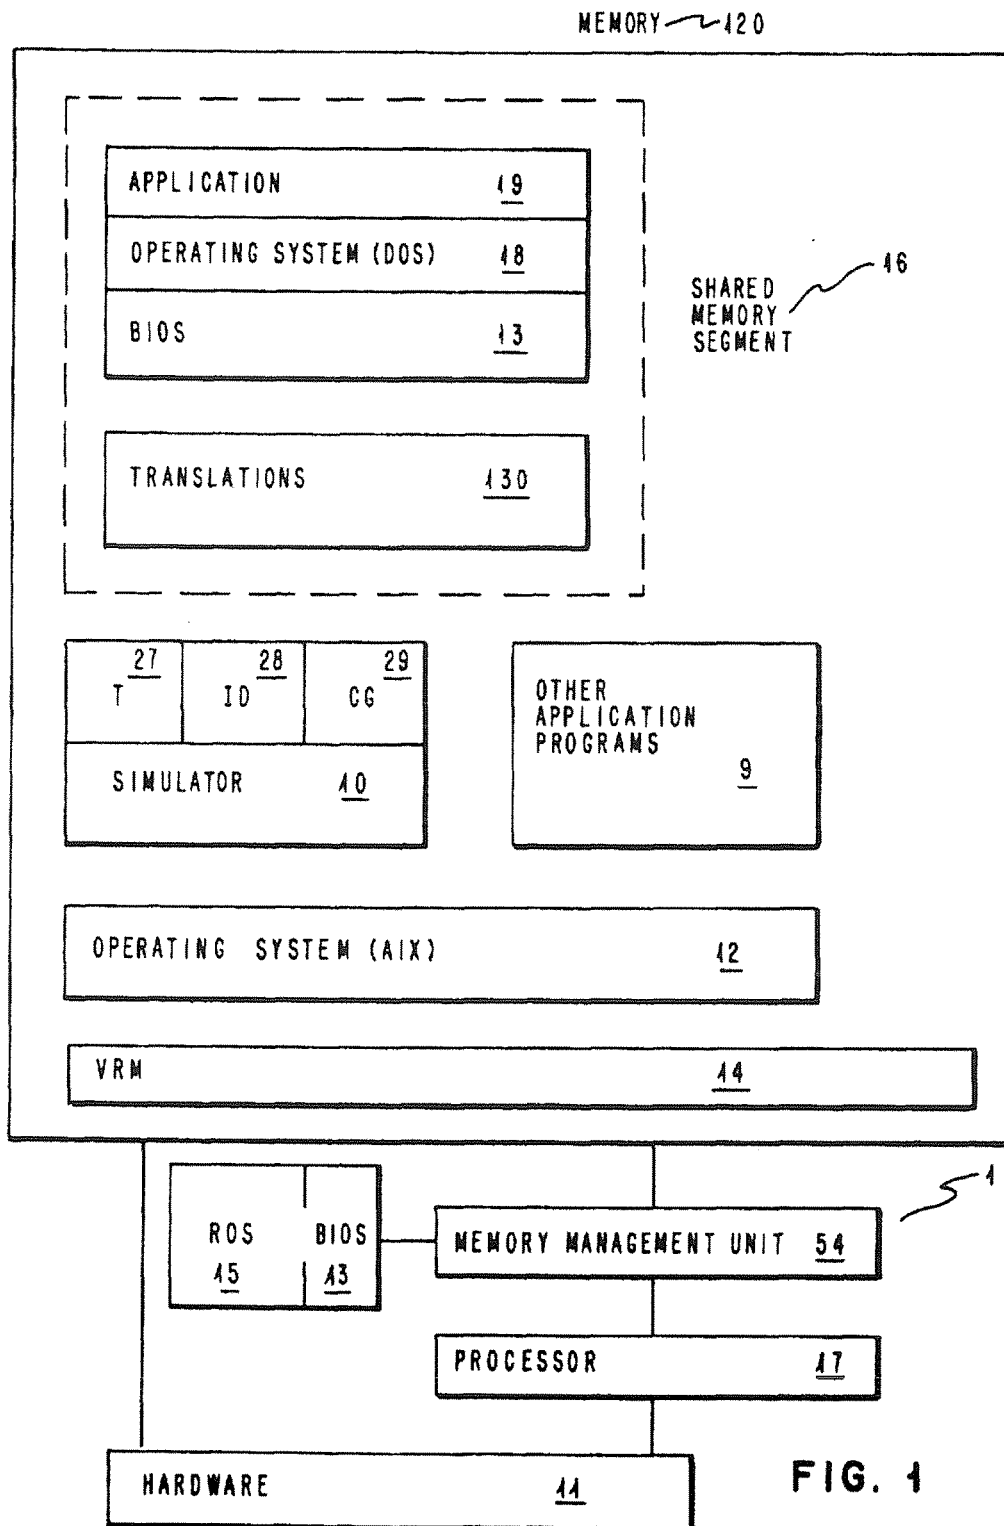 MEMORY 120
APPLICATION 19
OPERATING SYSTEM (DOS) 18
BIOS 13
16
SHARED
MEMORY
SEGMENT
TRANSLATIONS 130
27 28 29
T ID CG
SIMULATOR 10
OTHER
APPLICATION
PROGRAMS
9
OPERATING SYSTEM (AIX) 12
VRM 14
1
ROS BIOS
15 13
MEMORY MANAGEMENT UNIT 54
PROCESSOR 17
HARDWARE 11
FIG. 1